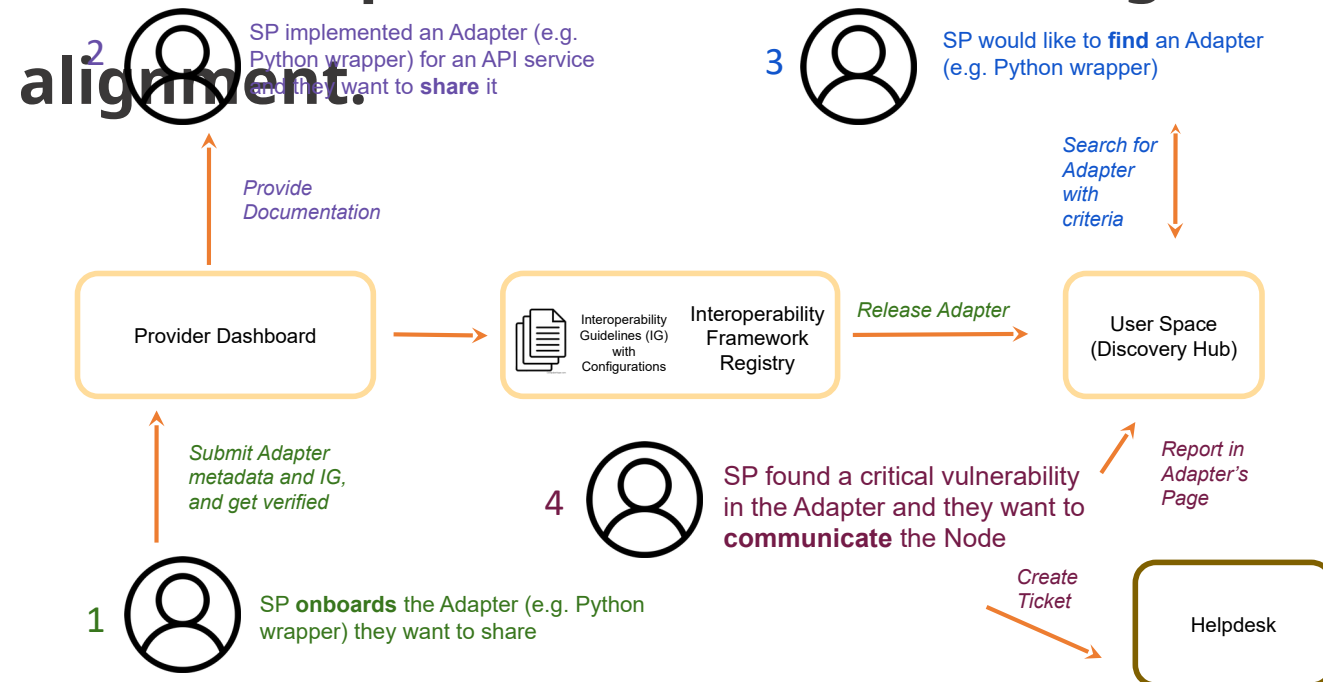 alignment.
2
SP implemented an Adapter (e.g.
Python wrapper) for an API service
and they want to share it
3
SP would like to find an Adapter
(e.g. Python wrapper)
Provide
Documentation
Search for
Adapter
with
criteria
Provider Dashboard
Interoperability
Guidelines (IG)
with
Configurations
Interoperability
Framework
Registry
Release Adapter
User Space
(Discovery Hub)
Submit Adapter
metadata and IG,
and get verified
4
SP found a critical vulnerability
in the Adapter and they want to
communicate the Node
Report in
Adapter's
Page
1
SP onboards the Adapter (e.g. Python
wrapper) they want to share
Create
Ticket
Helpdesk